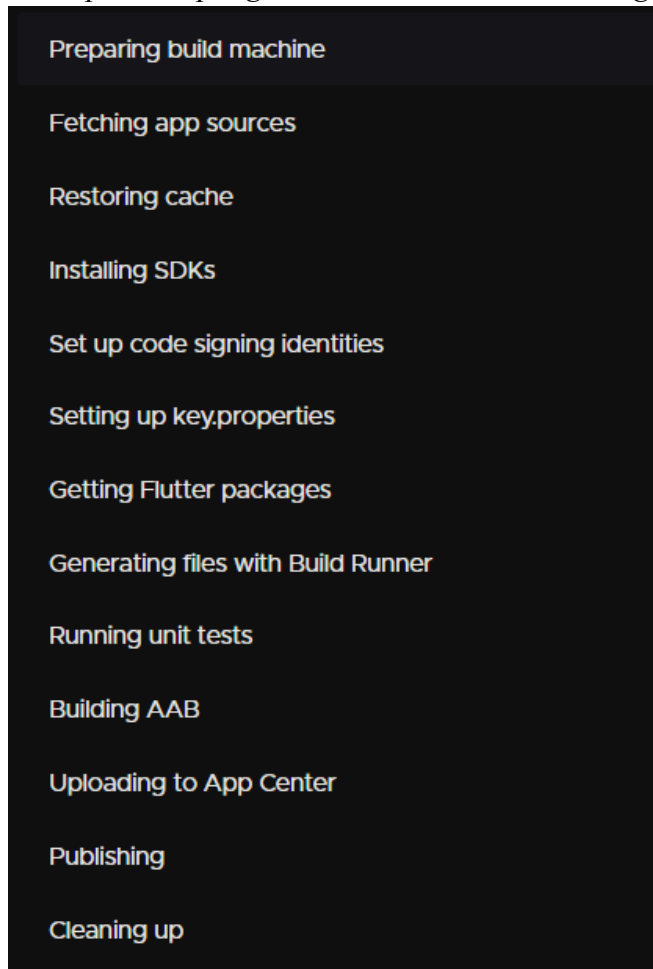 Preparing build machine
Fetching app sources
Restoring cache
Installing SDKs
Set up code signing identities
Setting up key.properties
Getting Flutter packages
Generating files with Build Runner
Running unit tests
Building AAB
Uploading to App Center
Publishing
Cleaning up